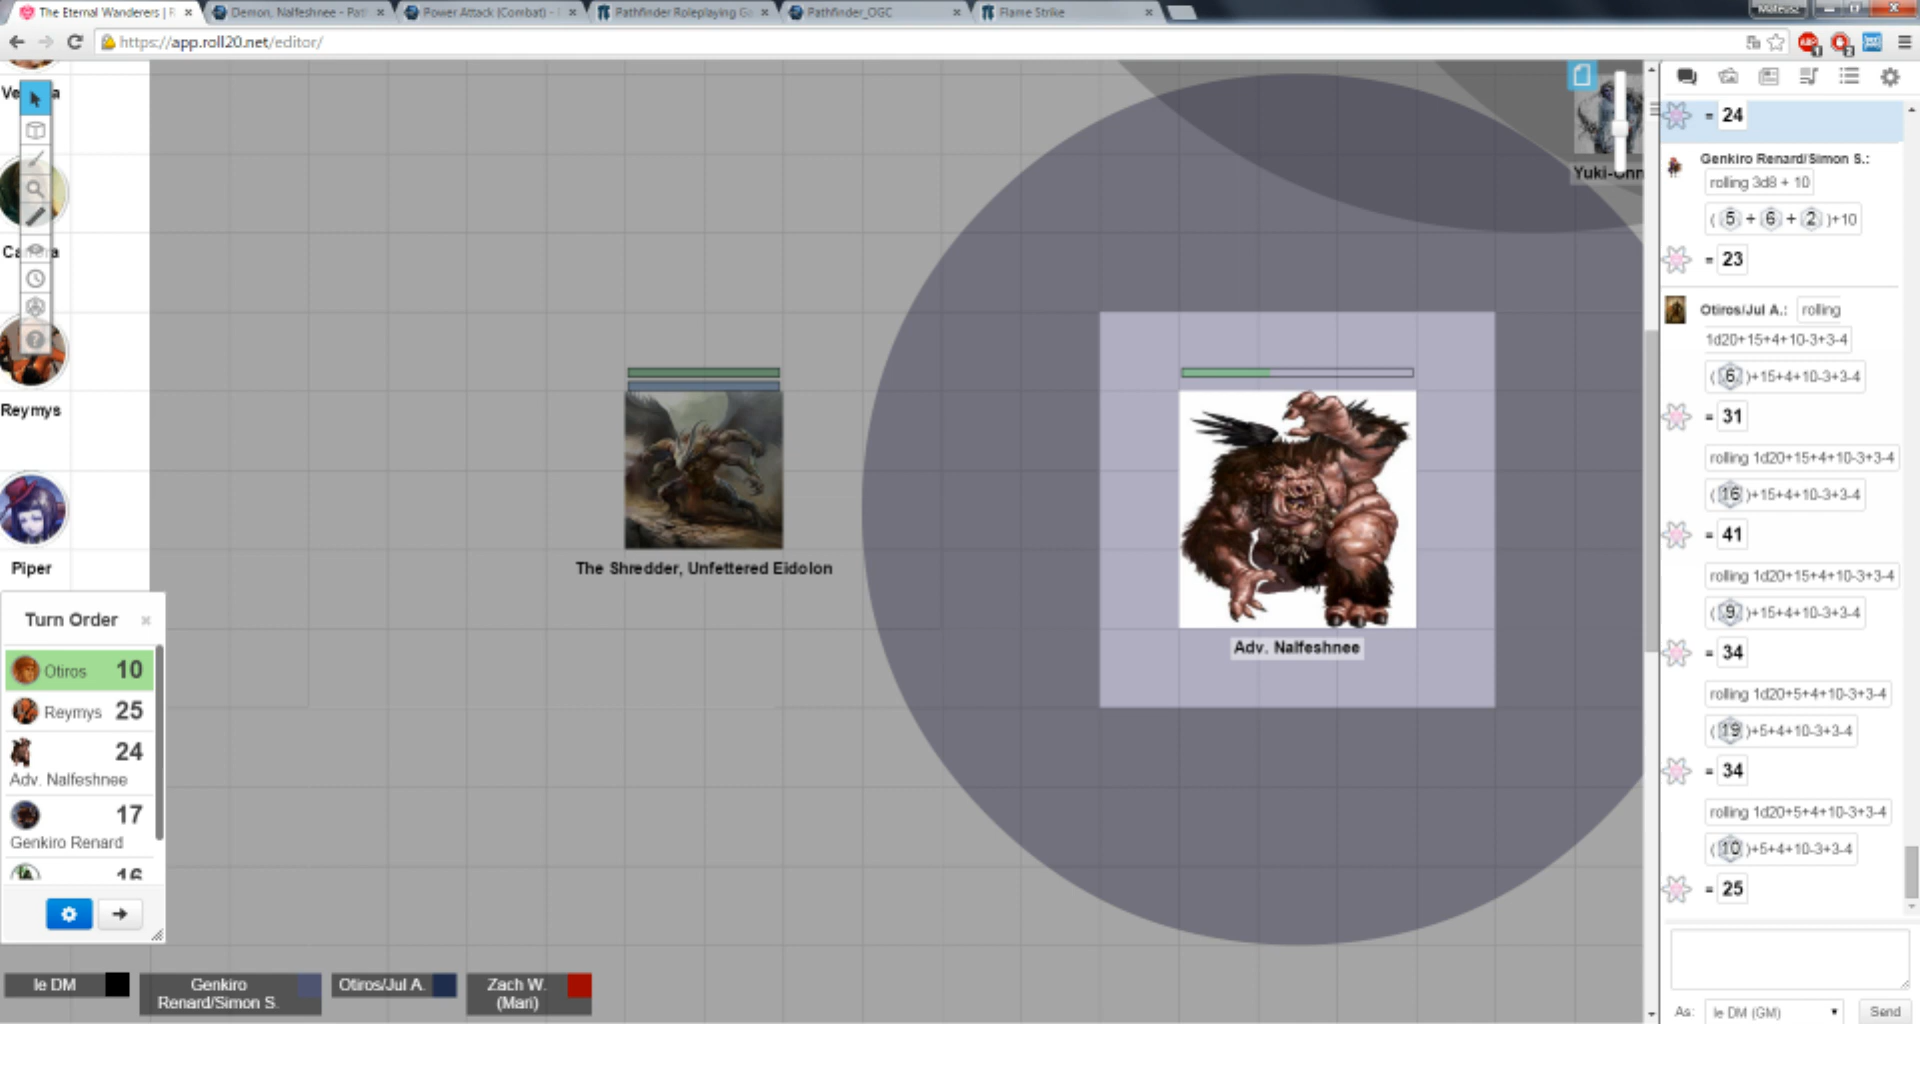 The Eternal Wanderers | R
Demon, Nalfeshnee - Pat
Power Attack (Combat) -
Pathfinder Roleplaying Ga
Pathfinder_OGC
Flame Strike
Mateusz
https://app.roll20.net/editor/
Reymys
Piper
Turn Order
Otiros 10
Reymys 25
24
Adv. Nalfeshnee
17
Genkiro Renard
16
The Shredder, Unfettered Eidolon
Adv. Nalfeshnee
le DM
Genkiro
Renard/Simon S.
Otiros/Jul A.
Zach W.
(Mari)
= 24
Genkiro Renard/Simon S.:
rolling 3d8 + 10
(5+6+2)+10
= 23
Otiros/Jul A.: rolling
1d20+15+4+10-3+3-4
(6)+15+4+10-3+3-4
= 31
rolling 1d20+15+4+10-3+3-4
(16)+15+4+10-3+3-4
= 41
rolling 1d20+15+4+10-3+3-4
(9)+15+4+10-3+3-4
= 34
rolling 1d20+5+4+10-3+3-4
(19)+5+4+10-3+3-4
= 34
rolling 1d20+5+4+10-3+3-4
(10)+5+4+10-3+3-4
= 25
As: le DM (GM)
Send